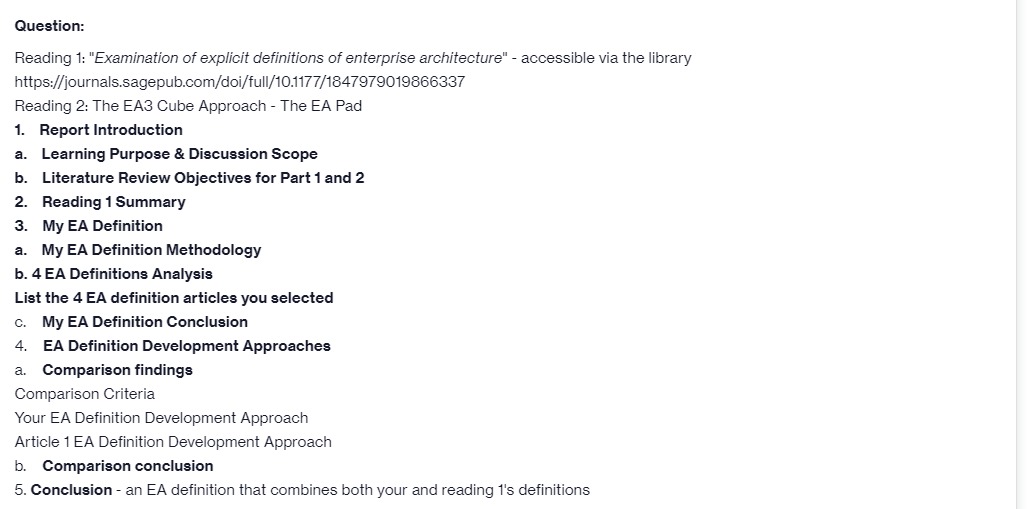 Question:
Reading 1: "Examination of explicit definitions of enterprise architecture" - accessible via the library
https://journals.sagepub.com/doi/full/10.1177/1847979019866337
Reading 2: The EA3 Cube Approach - The EA Pad
1. Report Introduction
a. Learning Purpose & Discussion Scope
b. Literature Review Objectives for Part 1 and 2
2. Reading 1 Summary
3. My EA Definition
a. My EA Definition Methodology
b. 4 EA Definitions Analysis
List the 4 EA definition articles you selected
c. My EA Definition Conclusion
4. EA Definition Development Approaches
a. Comparison findings
Comparison Criteria
Your EA Definition Development Approach
Article 1 EA Definition Development Approach
b. Comparison conclusion
5. Conclusion - an EA definition that combines both your and reading 1's definitions